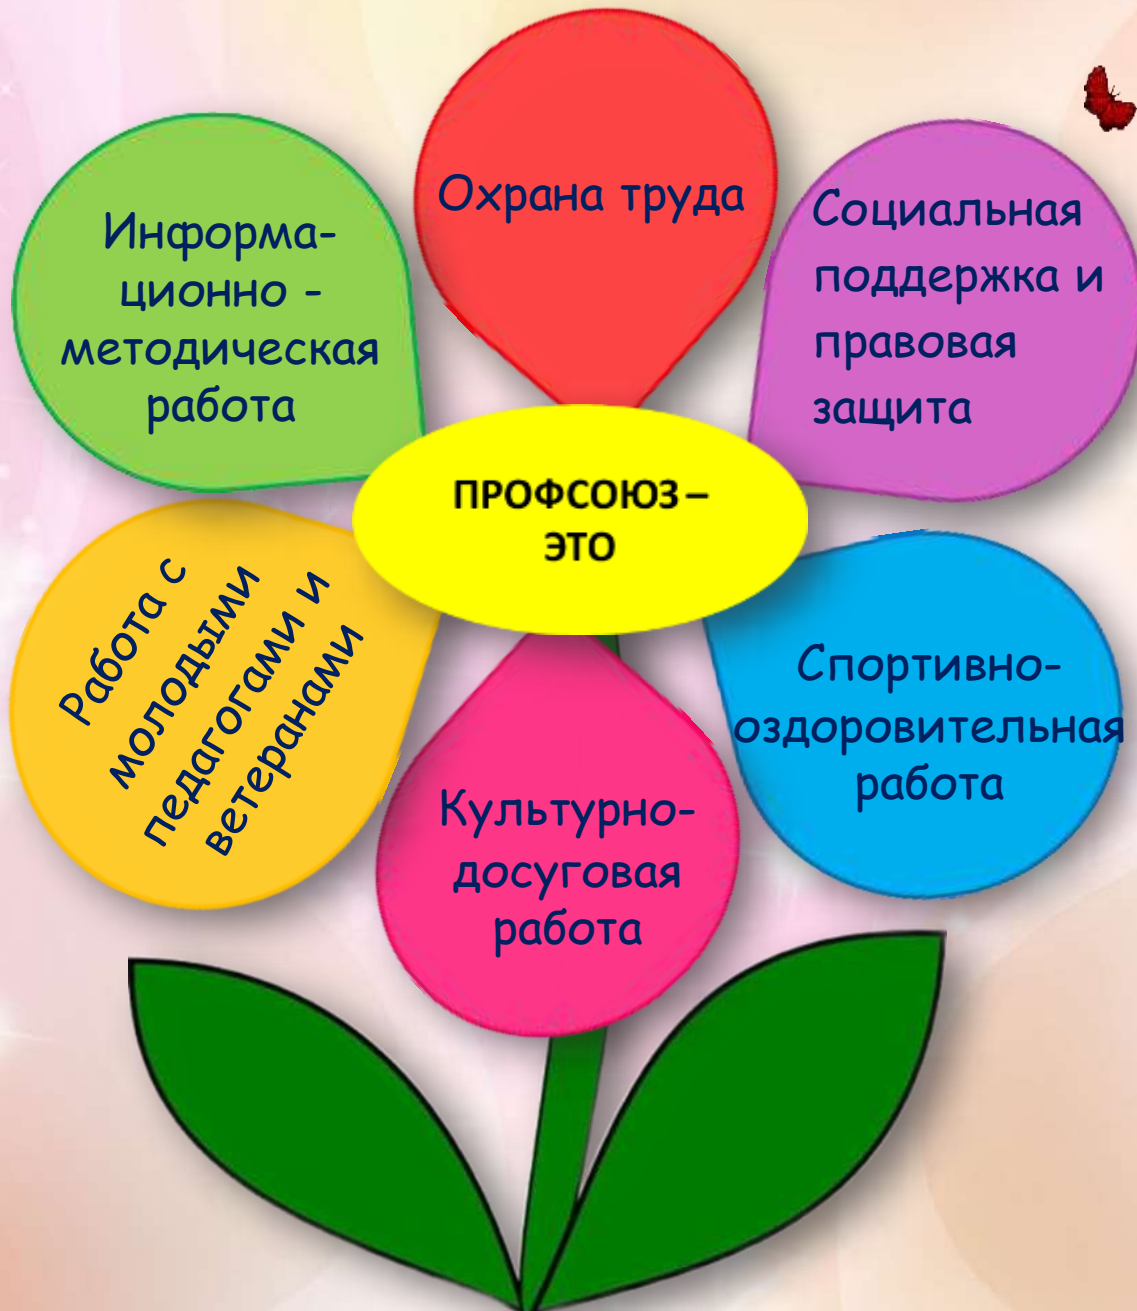 Охрана труда
Информа-
ционно -
методическая
работа
Социальная
поддержка и
правовая
защита
ПРОФСОЮЗ –
ЭТО
Работа с
молодыми
педагогами и
ветеранами
Спортивно-
оздоровительная
работа
Культурно-
досуговая
работа